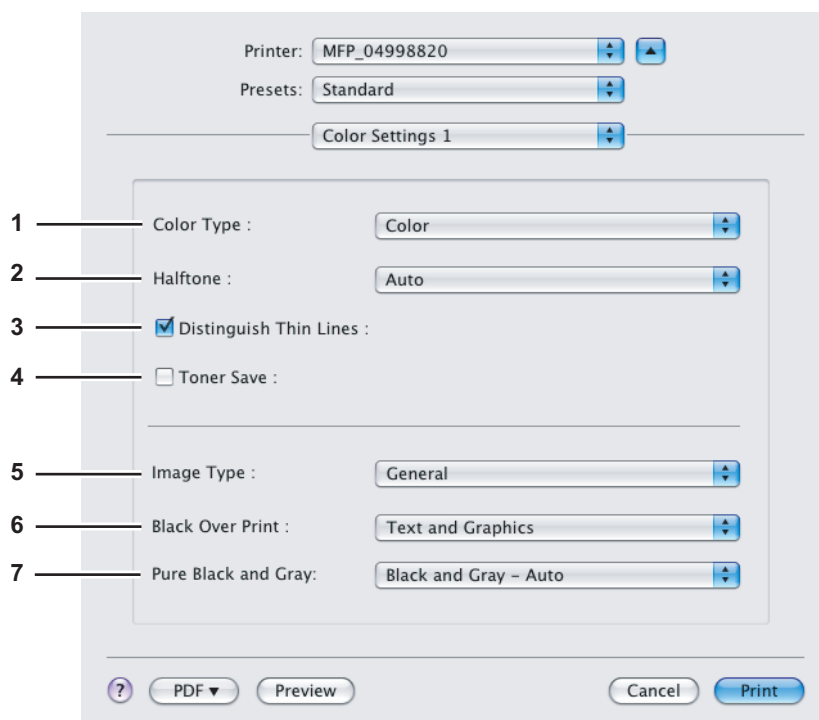 Printer: MFP_04998820
Presets: Standard
Color Settings 1
1 Color Type : Color
2 Halftone : Auto
3 Distinguish Thin Lines :
4 Toner Save :
5 Image Type : General
6 Black Over Print : Text and Graphics
7 Pure Black and Gray: Black and Gray – Auto
? PDF ▼ Preview Cancel Print